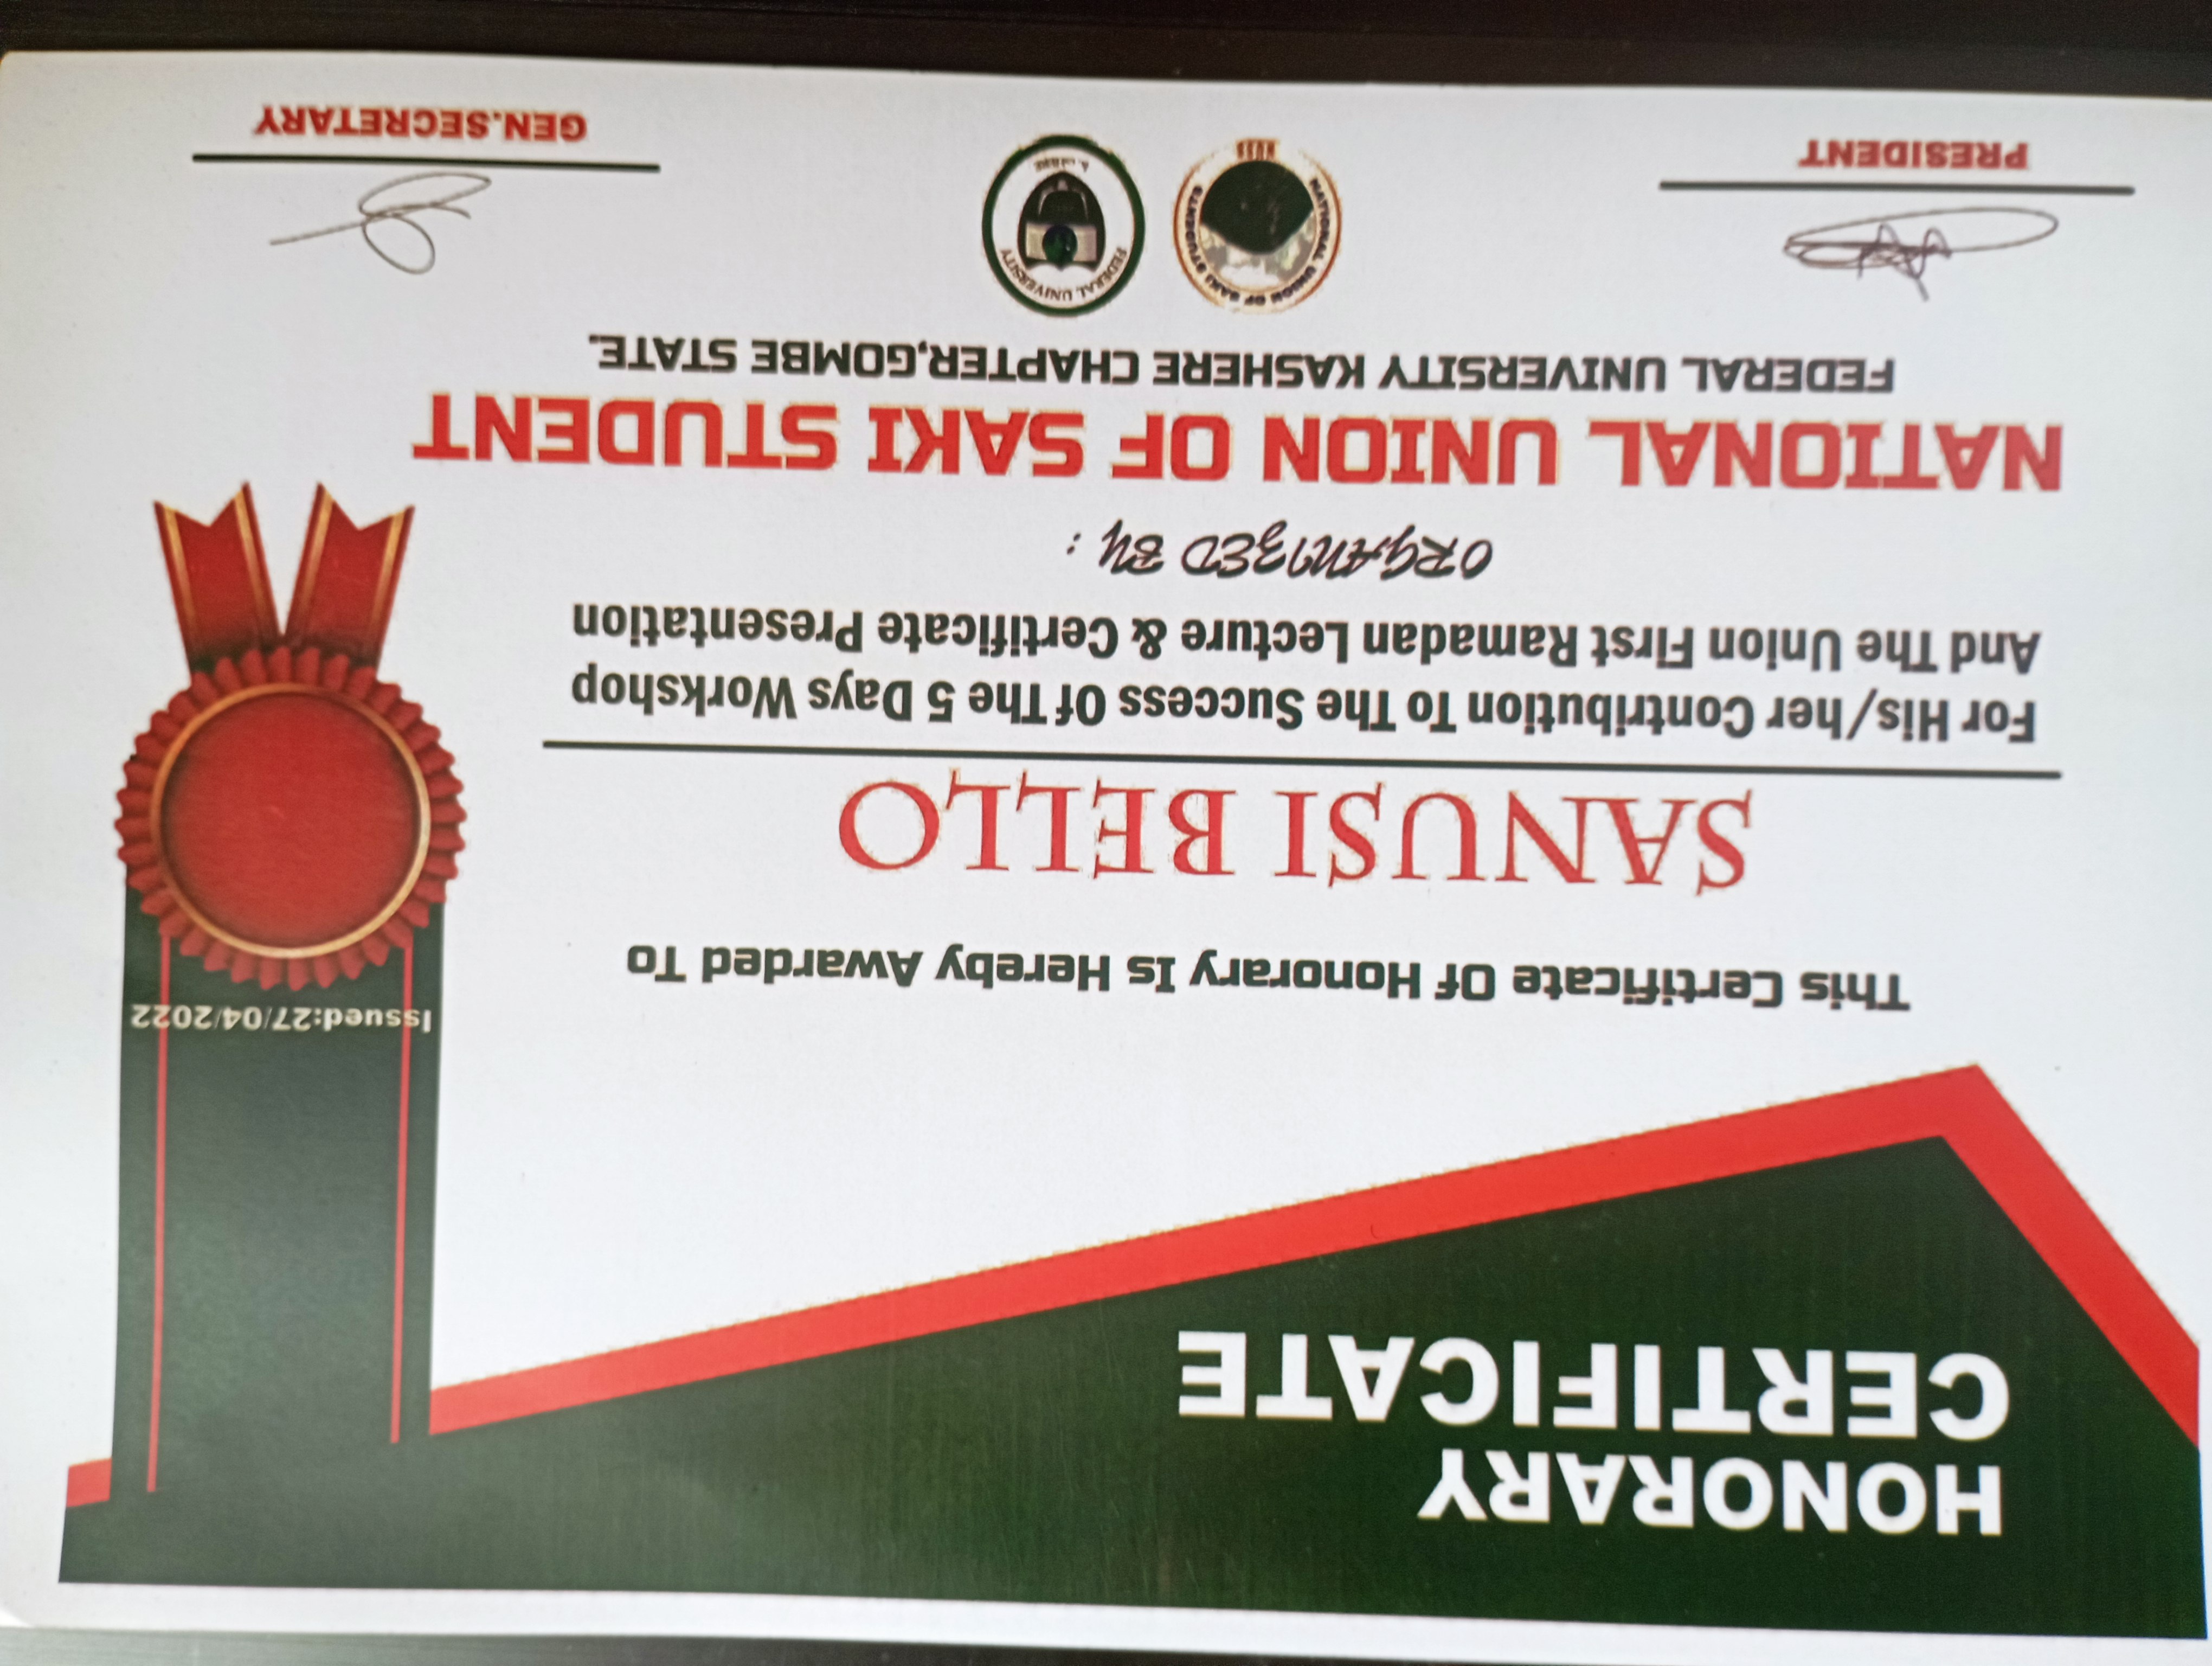 HONORARY
CERTIFICATE
Issued:27/04/2022
This Certificate Of Honorary Is Hereby Awarded To
SANUSI BELLO
For His/her Contribution To The Success Of The 5 Days Workshop
And The Union First Ramadan Lecture & Certificate Presentation
ORGANIZED BY :
NATIONAL UNION OF SAKI STUDENT
FEDERAL UNIVERSITY KASHERE CHAPTER,GOMBE STATE.
NATIONAL UNION OF SAKI STUDENTS
NUSS
FEDERAL UNIVERSITY
PRESIDENT
GEN.SECRETARY